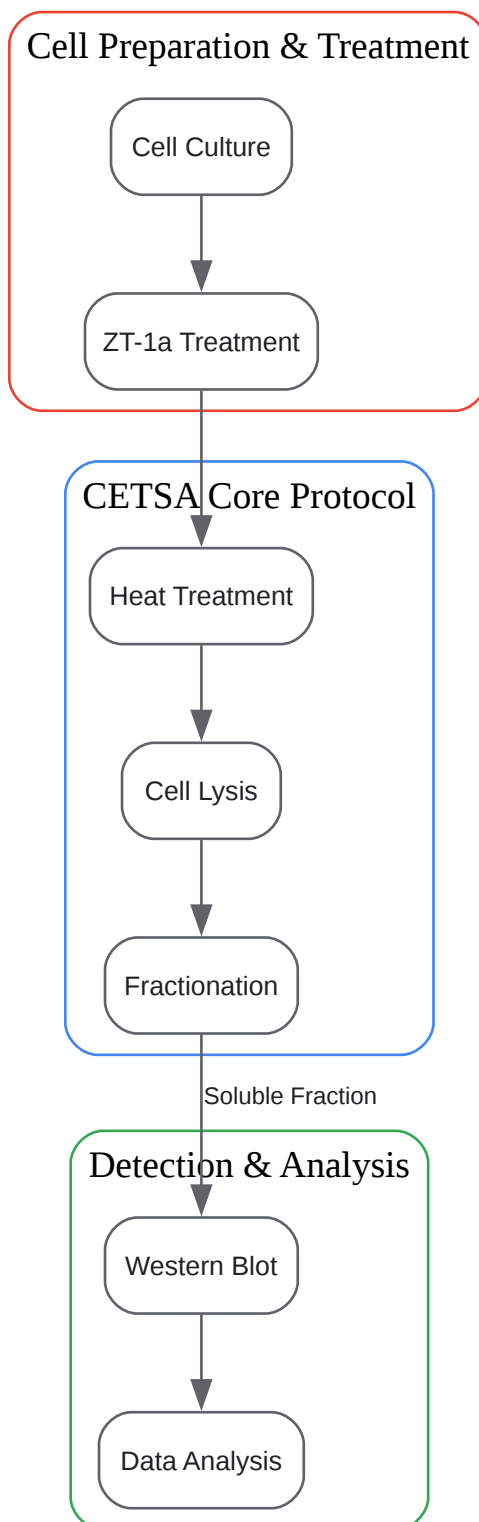 Cell Preparation & Treatment
Cell Culture
ZT-1a Treatment
CETSA Core Protocol
Heat Treatment
Cell Lysis
Fractionation
Soluble Fraction
Detection & Analysis
Western Blot
Data Analysis